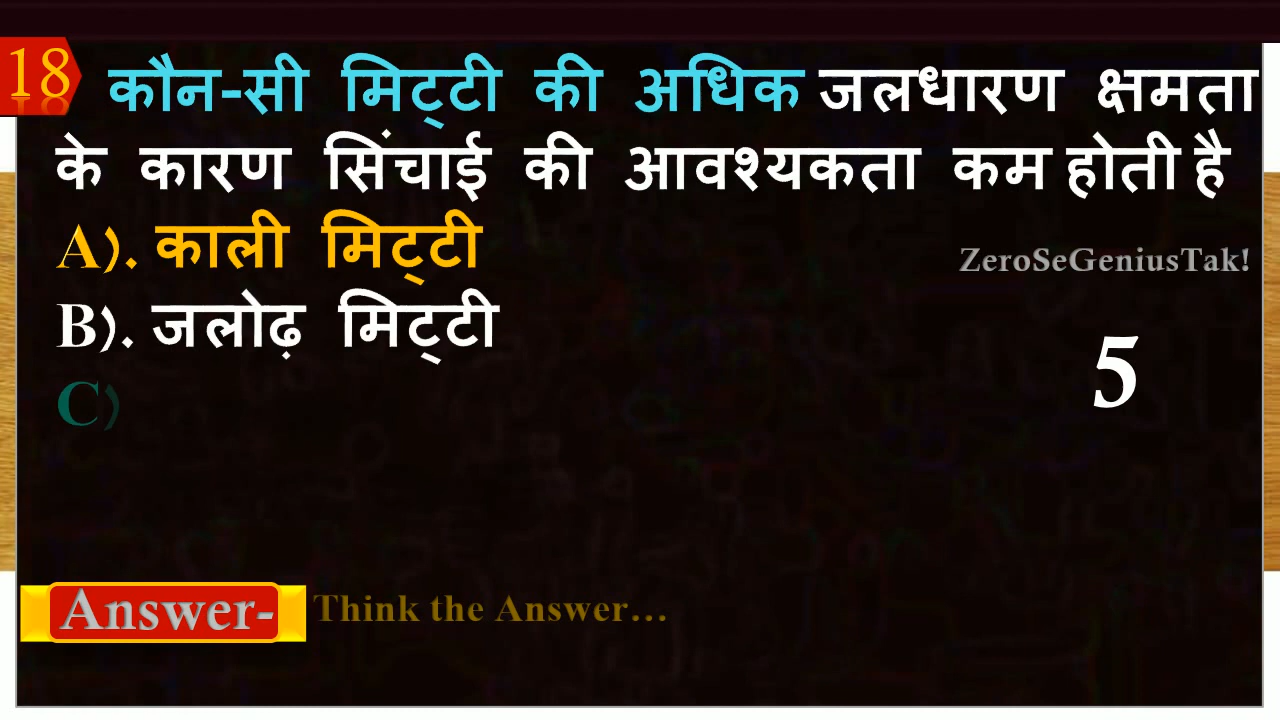 18 कौन-सी मिट्टी की अधिक जलधारण क्षमता
के कारण सिंचाई की आवश्यकता कम होती है
A). काली मिट्टी
ZeroSeGeniusTak!
B). जलोढ़ मिट्टी
5
C)
Answer- Think the Answer...